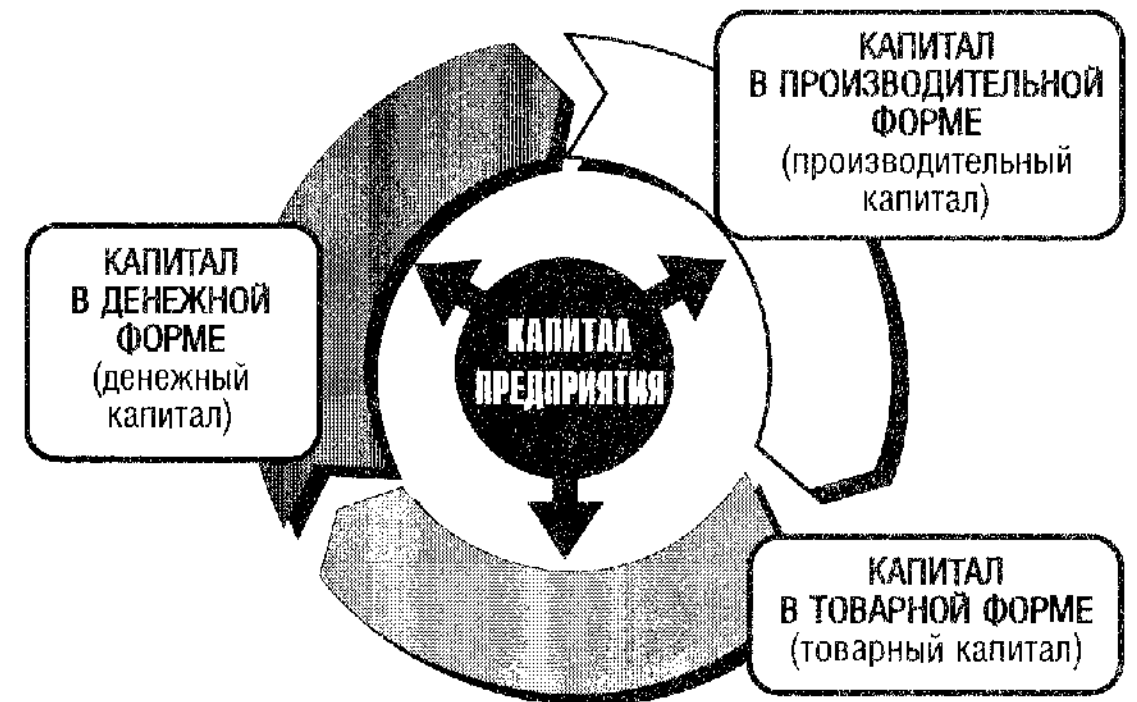 КАПИТАЛ
В ПРОИЗВОДИТЕЛЬНОЙ
ФОРМЕ
(производительный
капитал)
КАПИТАЛ
В ДЕНЕЖНОЙ
ФОРМЕ
(денежный
капитал)
КАПИТАЛ
ПРЕДПРИЯТИЯ
КАПИТАЛ
В ТОВАРНОЙ ФОРМЕ
(товарный капитал)